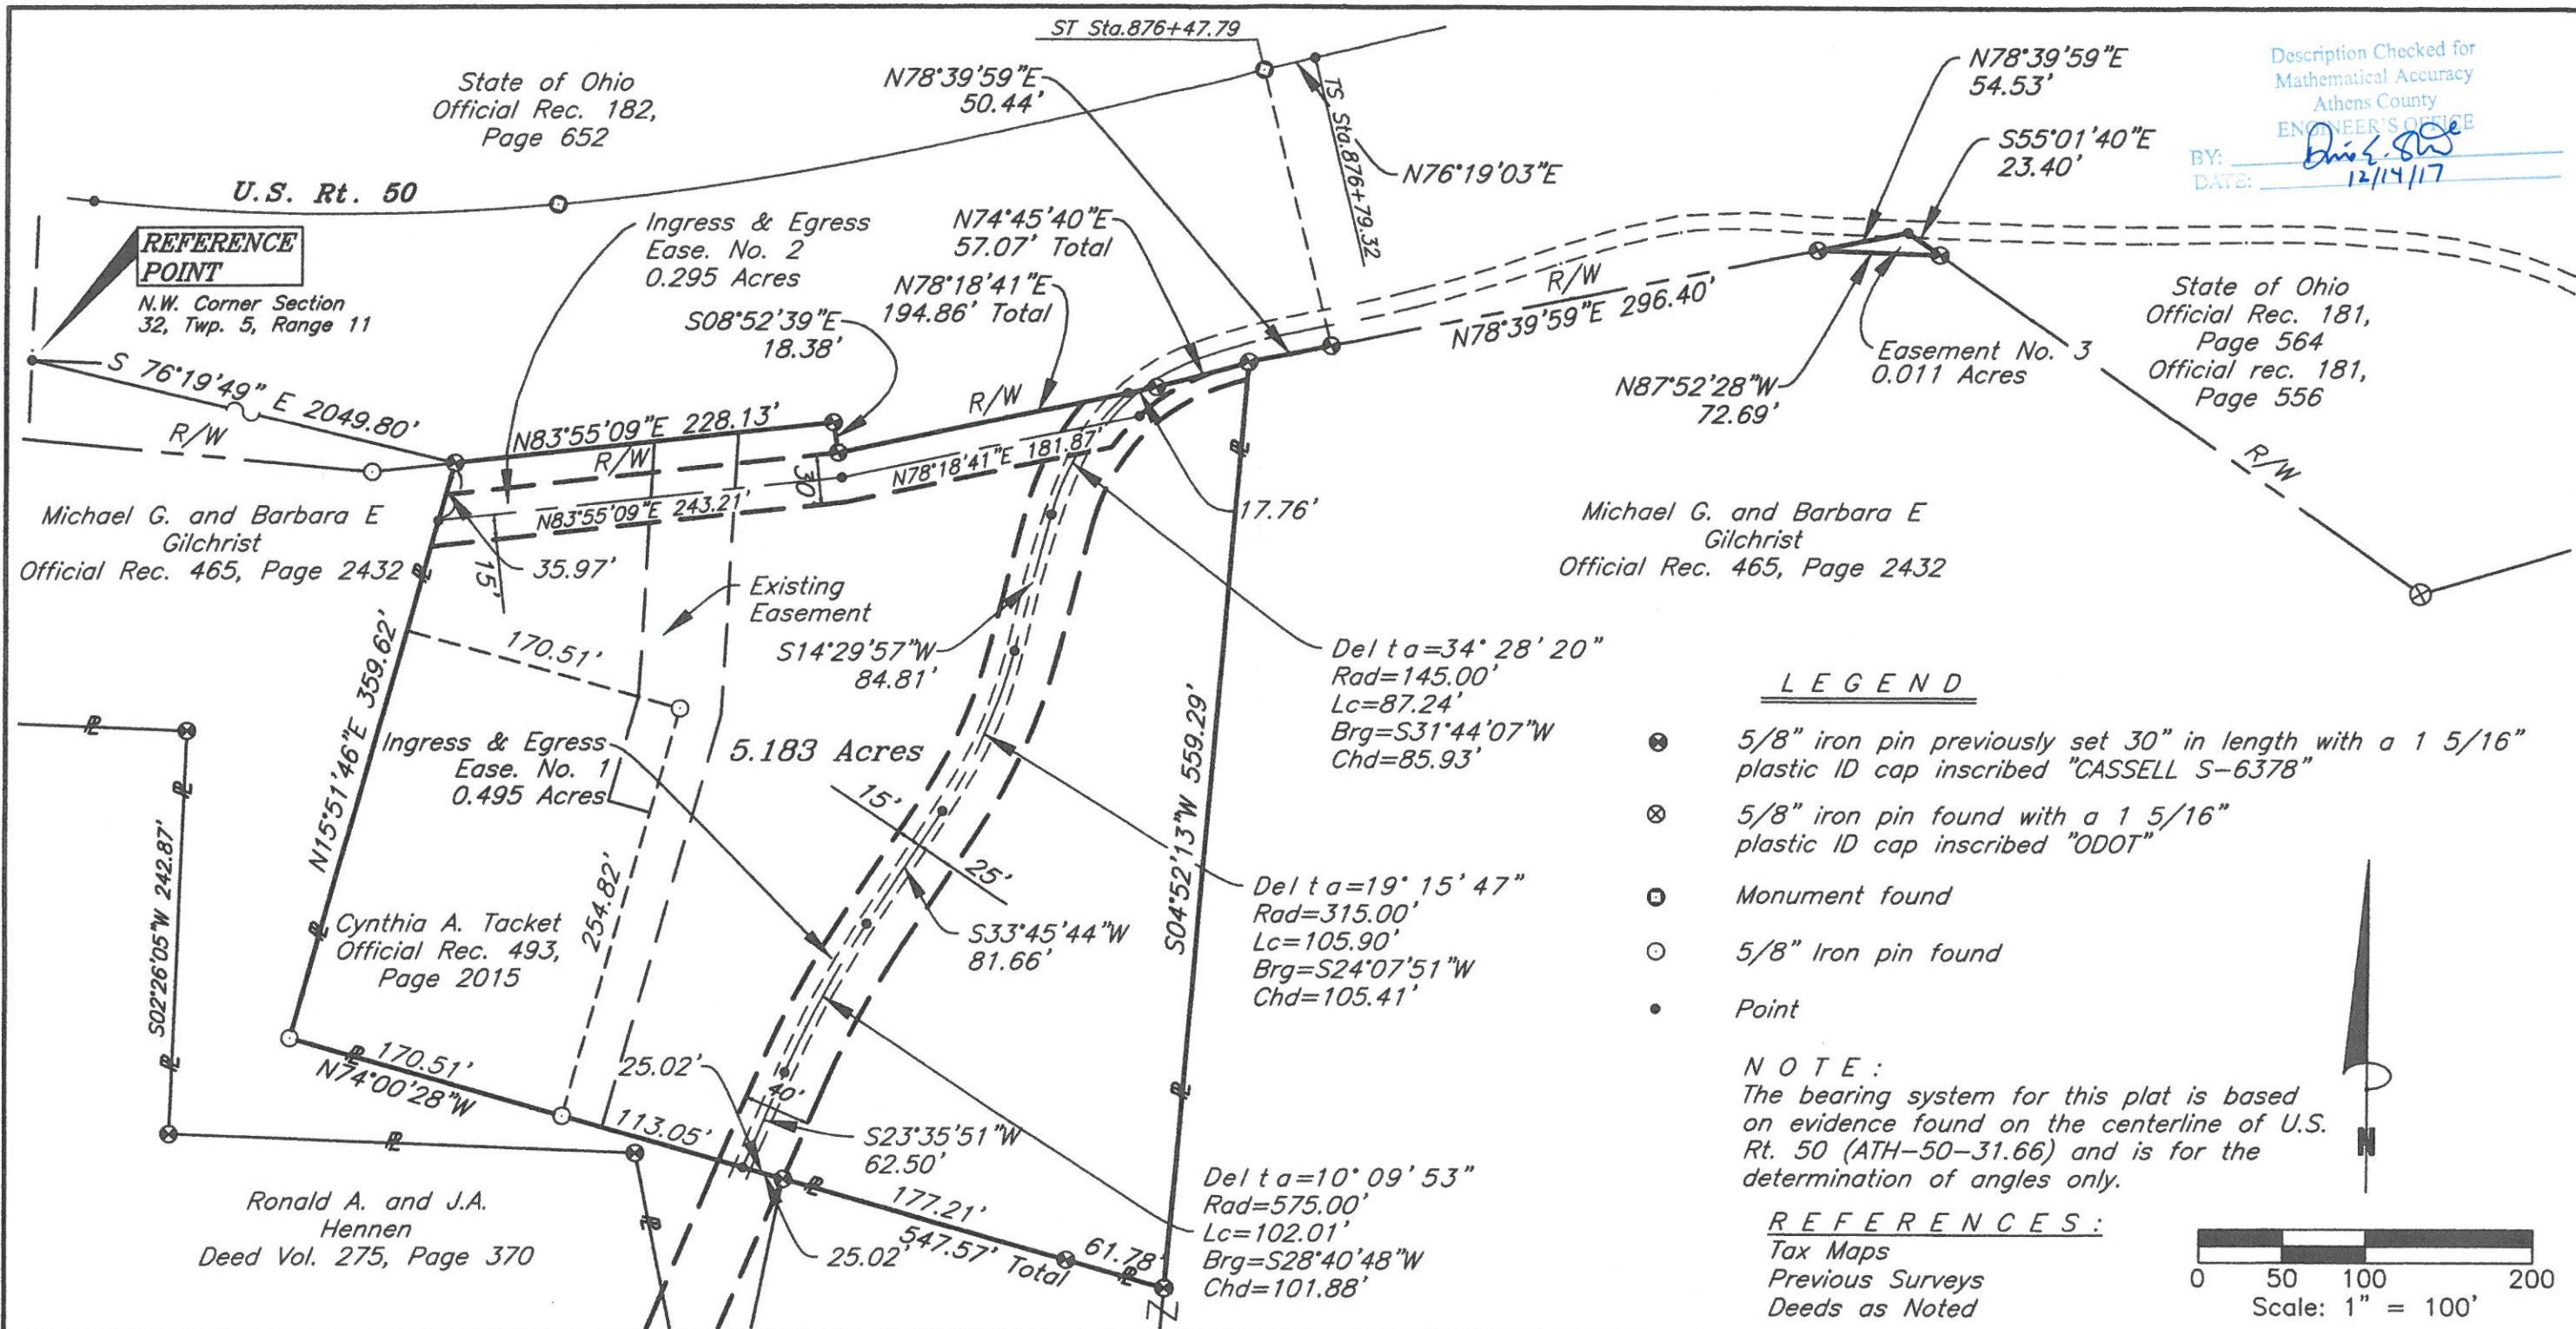 ST Sta.876+47.79
State of Ohio
Official Rec. 182,
Page 652
N78°39'59"E
50.44'
TS Sta.876+79.32
N76°19'03"E
N78°39'59"E
54.53'
S55°01'40"E
23.40'
Description Checked for
Mathematical Accuracy
Athens County
ENGINEER'S OFFICE
BY:
DATE: 12/14/17
U.S. Rt. 50
REFERENCE
POINT
N.W. Corner Section
32, Twp. 5, Range 11
Ingress & Egress
Ease. No. 2
0.295 Acres
N74°45'40"E
57.07' Total
N78°18'41"E
194.86' Total
S08°52'39"E
18.38'
S 76°19'49" E 2049.80'
R/W
N83°55'09"E 228.13'
R/W
R/W
R/W
N78°39'59"E 296.40'
Easement No. 3
0.011 Acres
N87°52'28"W
72.69'
State of Ohio
Official Rec. 181,
Page 564
Official rec. 181,
Page 556
R/W
N78°18'41"E 181.87'
30'
N83°55'09"E 243.21'
17.76'
35.97'
15'
Michael G. and Barbara E
Gilchrist
Official Rec. 465, Page 2432
Michael G. and Barbara E
Gilchrist
Official Rec. 465, Page 2432
Existing
Easement
170.51'
S14°29'57"W
84.81'
N15°51'46"E 359.62'
Delta=34° 28' 20"
Rad=145.00'
Lc=87.24'
Brg=S31°44'07"W
Chd=85.93'
S04°52'13"W 559.29'
Ingress & Egress
Ease. No. 1
0.495 Acres
5.183 Acres
15'
25'
S02°26'05"W 242.87'
254.82'
Cynthia A. Tacket
Official Rec. 493,
Page 2015
S33°45'44"W
81.66'
Delta=19° 15' 47"
Rad=315.00'
Lc=105.90'
Brg=S24°07'51"W
Chd=105.41'
170.51'
N74°00'28"W
25.02'
40'
113.05'
S23°35'51"W
62.50'
177.21'
547.57' Total
61.78'
25.02'
Delta=10° 09' 53"
Rad=575.00'
Lc=102.01'
Brg=S28°40'48"W
Chd=101.88'
Ronald A. and J.A.
Hennen
Deed Vol. 275, Page 370
LEGEND
5/8" iron pin previously set 30" in length with a 1 5/16"
plastic ID cap inscribed "CASSELL S-6378"
5/8" iron pin found with a 1 5/16"
plastic ID cap inscribed "ODOT"
Monument found
5/8" Iron pin found
Point
NOTE:
The bearing system for this plat is based
on evidence found on the centerline of U.S.
Rt. 50 (ATH-50-31.66) and is for the
determination of angles only.
N
REFERENCES:
Tax Maps
Previous Surveys
Deeds as Noted
0 50 100 200
Scale: 1" = 100'